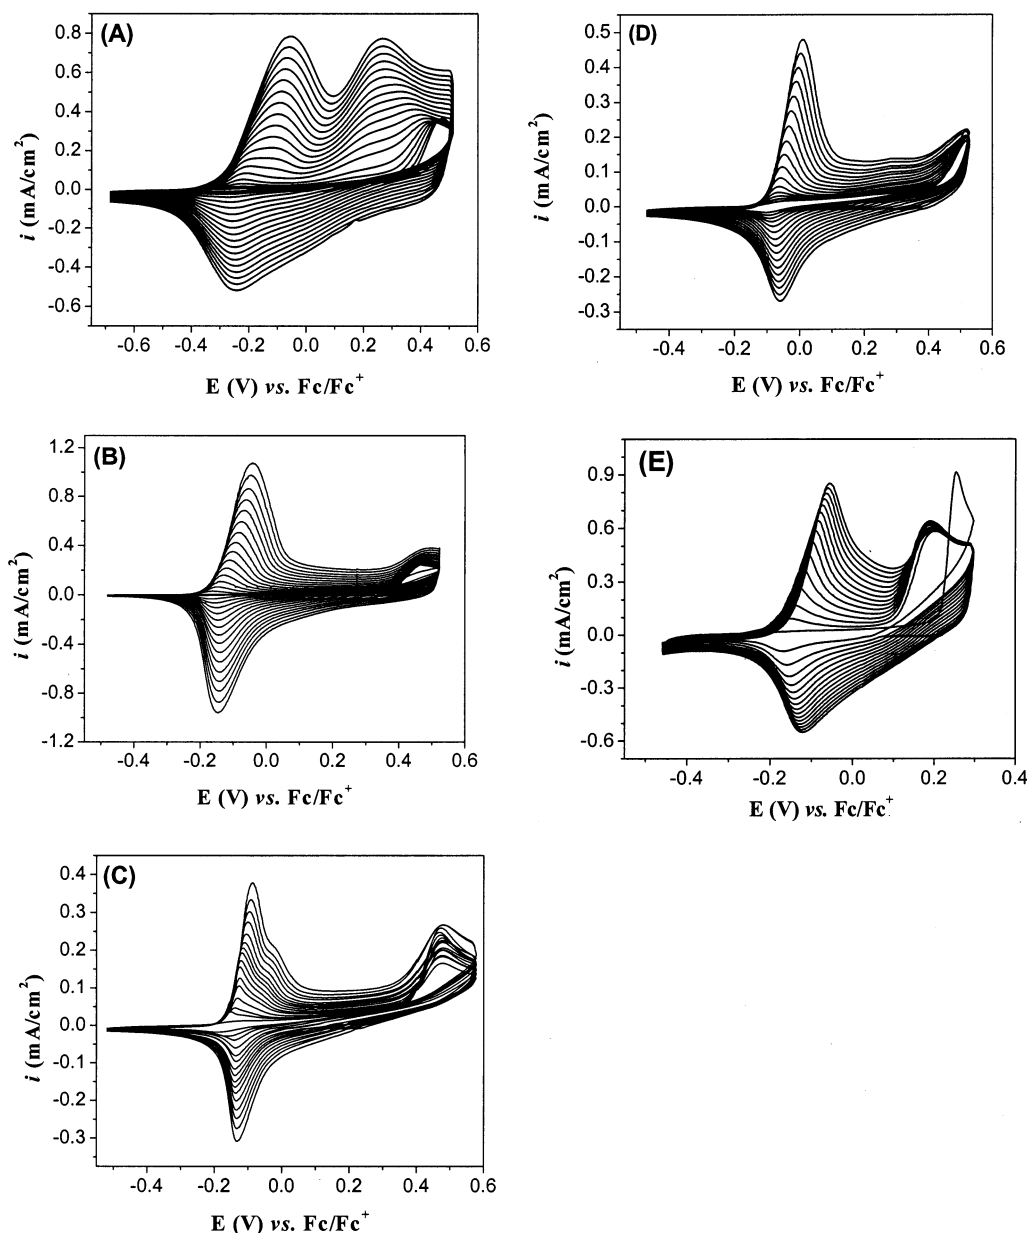 (A)
0.8
0.6
0.4
0.2
0.0
-0.2
-0.4
-0.6
i (mA/cm²)
-0.6 -0.4 -0.2 0.0 0.2 0.4 0.6
E (V) vs. Fc/Fc⁺
(D)
0.5
0.4
0.3
0.2
0.1
0.0
-0.1
-0.2
-0.3
i (mA/cm²)
-0.4 -0.2 0.0 0.2 0.4 0.6
E (V) vs. Fc/Fc⁺
(B)
1.2
0.8
0.4
0.0
-0.4
-0.8
-1.2
i (mA/cm²)
-0.4 -0.2 0.0 0.2 0.4 0.6
E (V) vs. Fc/Fc⁺
(E)
0.9
0.6
0.3
0.0
-0.3
-0.6
i (mA/cm²)
-0.4 -0.2 0.0 0.2 0.4
E (V) vs. Fc/Fc⁺
(C)
0.4
0.3
0.2
0.1
0.0
-0.1
-0.2
-0.3
i (mA/cm²)
-0.4 -0.2 0.0 0.2 0.4 0.6
E (V) vs. Fc/Fc⁺